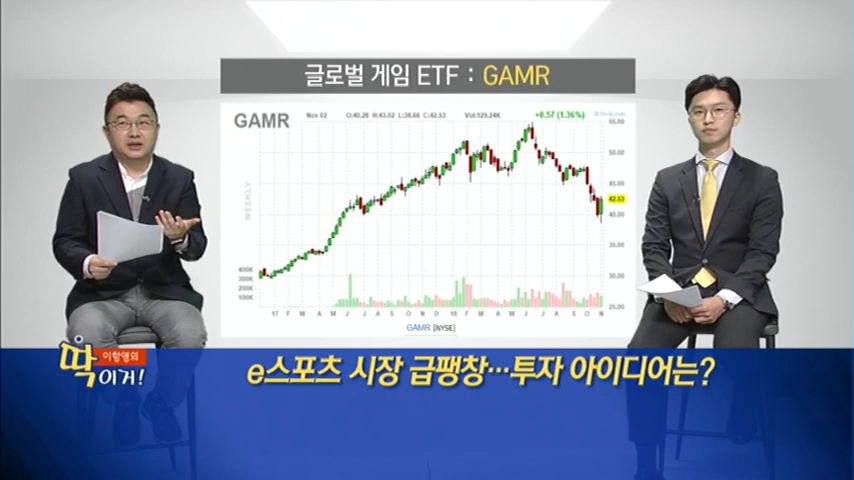 글로벌 게임 ETF : GAMR
GAMR
Nov 02 O:40.28 H:43.02 L:38.66 C:42.53 Vol:125.24K +0.57 (1.36%)
55.00
50.00
45.00
42.53
40.00
30.00
25.00
WEEKLY
400K
300K
200K
100K
17 F M A M J J A S O N D 18 F M A M J J A S O N
GAMR [NYSE]
이항영의
딱
이거!
e스포츠 시장 급팽창…투자 아이디어는?